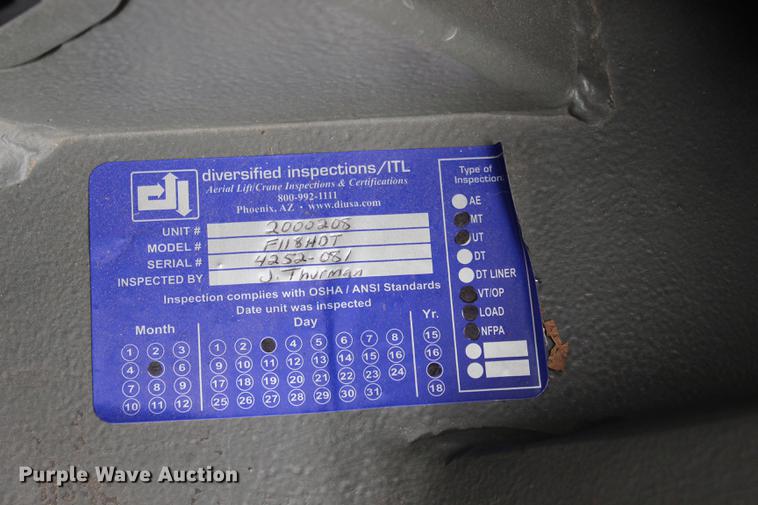 diversified inspections/ITL
Aerial Lift/Crane Inspections & Certifications
800-992-1111
Phoenix, AZ • www.diusa.com
UNIT # 2000208
MODEL # F118HDT
SERIAL # 4252-081
INSPECTED BY J. Thurman
Inspection complies with OSHA / ANSI Standards
Date unit was inspected
Month
1 2 3
4 6
7 8 9
10 11 12
Day
1 2 4 5 6 7 8
9 10 11 12 13 14 15 16
17 18 19 20 21 22 23 24
25 26 27 28 29 30 31
Yr.
15
16
18
Type of
Inspection
AE
MT
UT
DT
DT LINER
VT/OP
LOAD
NFPA
Purple Wave Auction